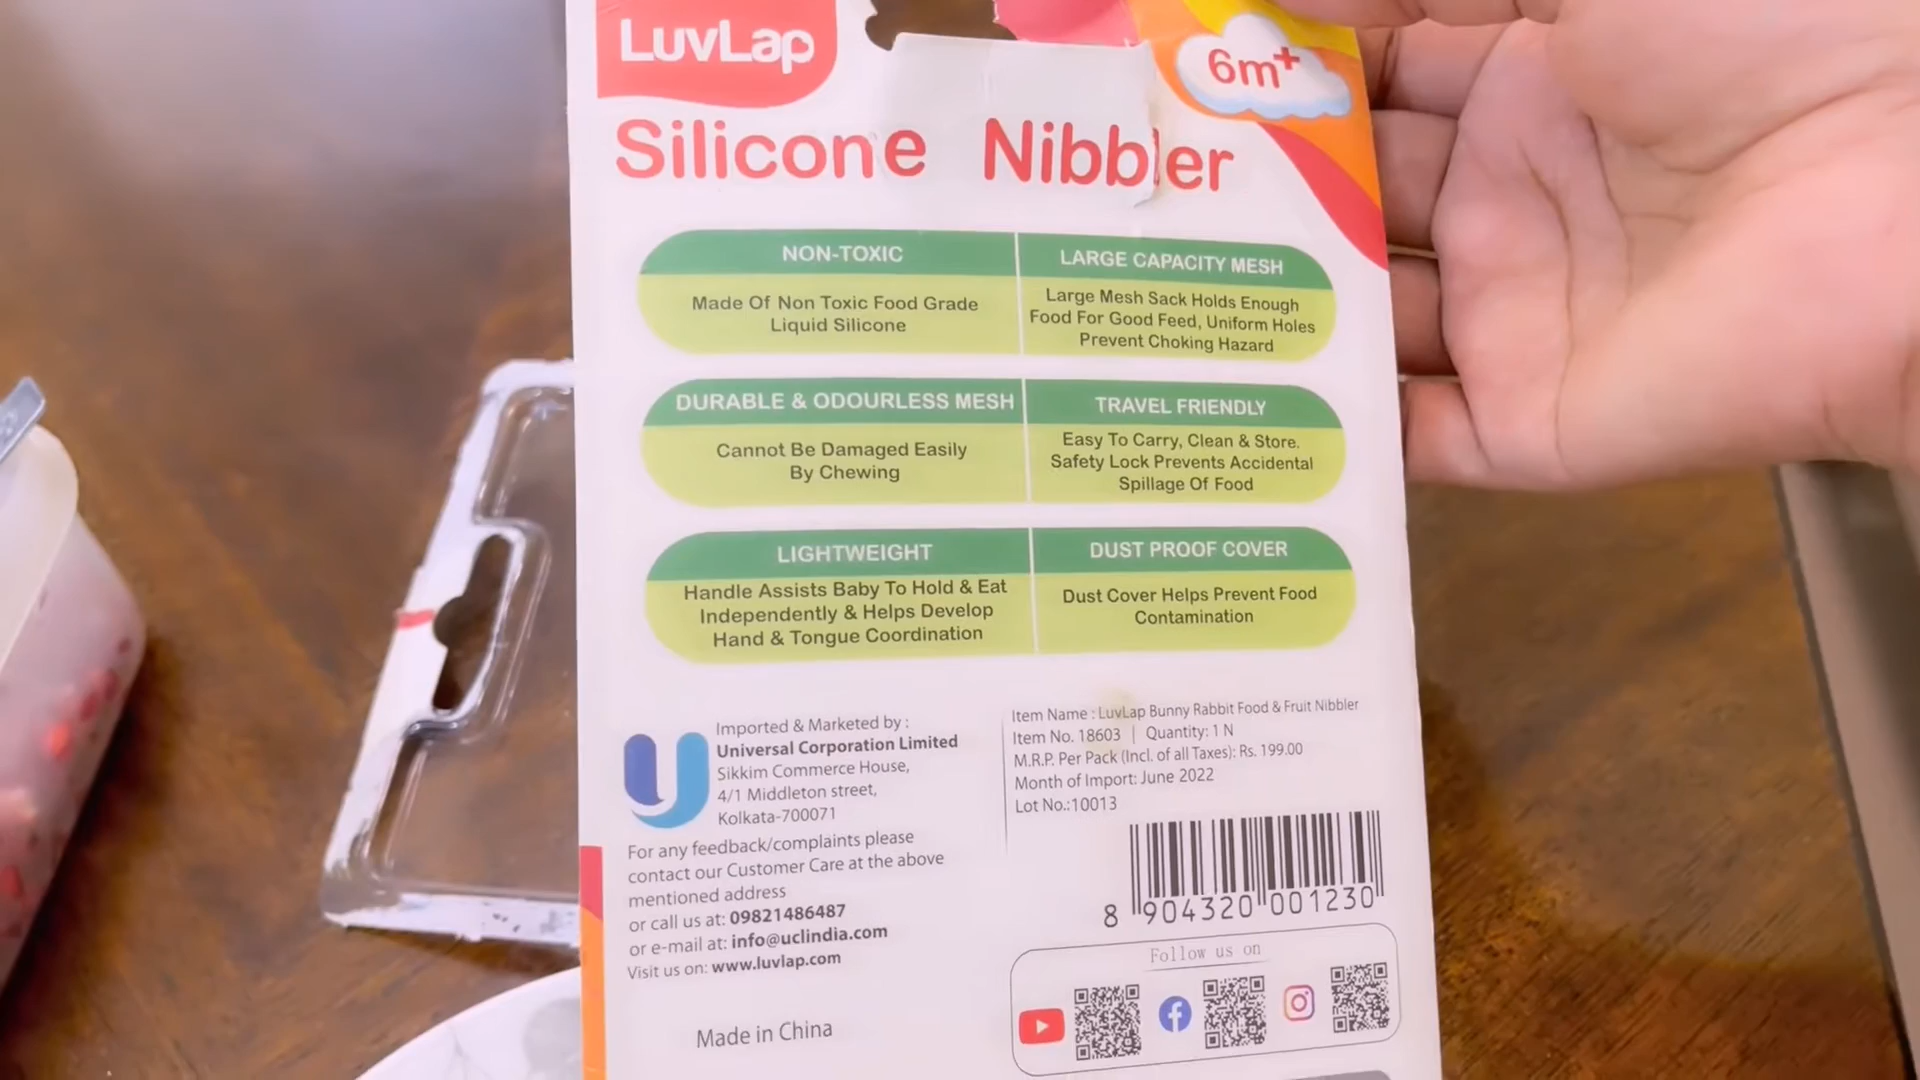 LuvLap
6m+
Silicone Nibbler
NON-TOXIC
Made Of Non Toxic Food Grade
Liquid Silicone
LARGE CAPACITY MESH
Large Mesh Sack Holds Enough
Food For Good Feed, Uniform Holes
Prevent Choking Hazard
DURABLE & ODOURLESS MESH
Cannot Be Damaged Easily
By Chewing
TRAVEL FRIENDLY
Easy To Carry, Clean & Store.
Safety Lock Prevents Accidental
Spillage Of Food
LIGHTWEIGHT
Handle Assists Baby To Hold & Eat
Independently & Helps Develop
Hand & Tongue Coordination
DUST PROOF COVER
Dust Cover Helps Prevent Food
Contamination
Imported & Marketed by :
Universal Corporation Limited
Sikkim Commerce House,
4/1 Middleton street,
Kolkata-700071
For any feedback/complaints please
contact our Customer Care at the above
mentioned address
or call us at: 09821486487
or e-mail at: info@uclindia.com
Visit us on: www.luvlap.com
Made in China
Item Name : LuvLap Bunny Rabbit Food & Fruit Nibbler
Item No. 18603 | Quantity: 1 N
M.R.P. Per Pack (Incl. of all Taxes): Rs. 199.00
Month of Import: June 2022
Lot No.:10013
8 904320 001230
Follow us on